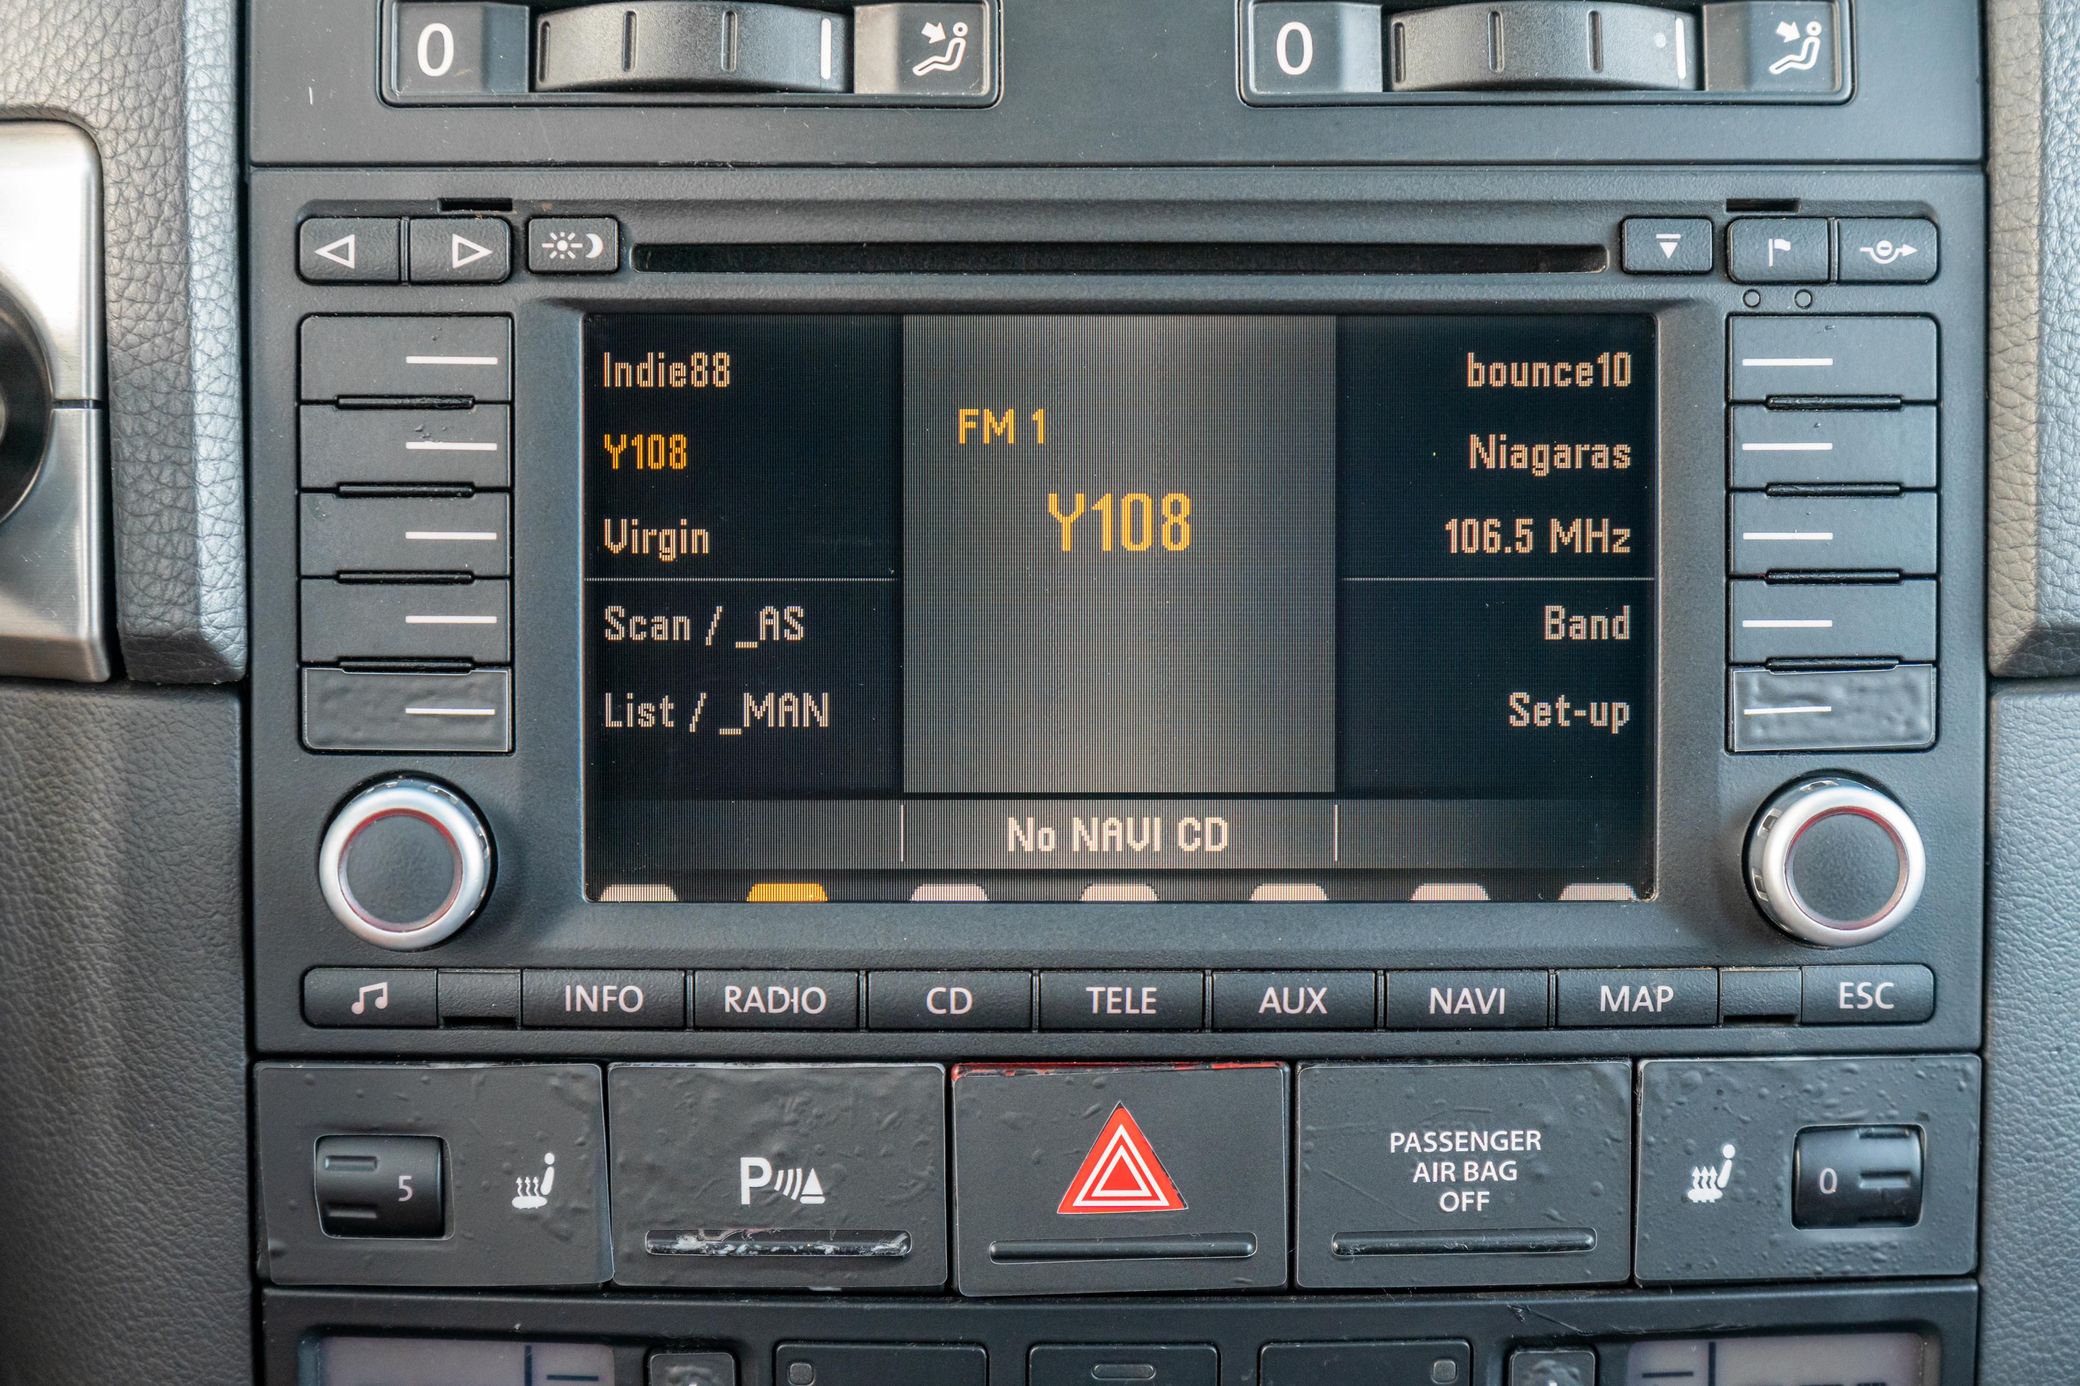 0
0
Indie88
bounce10
FM 1
Y108
Niagaras
Y108
Virgin
106.5 MHz
Scan / _AS
Band
List / _MAN
Set-up
No NAVI CD
INFO
RADIO
CD
TELE
AUX
NAVI
MAP
ESC
5
P
PASSENGER
AIR BAG
OFF
0